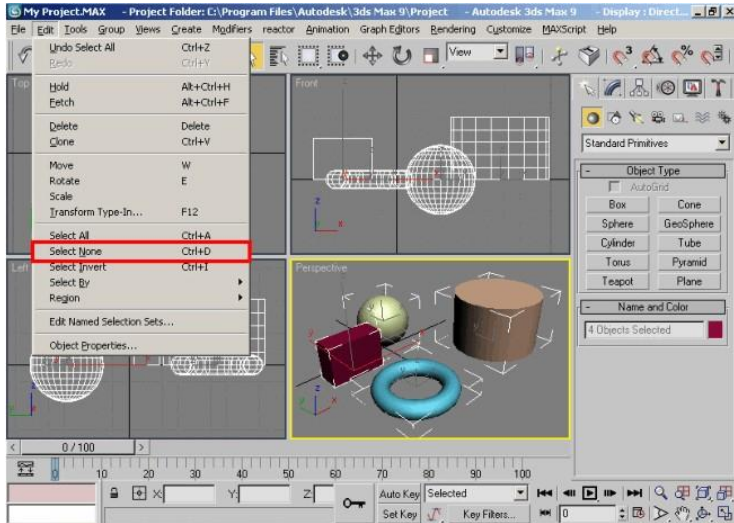 My Project.MAX - Project Folder: C:\Program Files\Autodesk\3ds Max 9\Project - Autodesk 3ds Max 9 - Display : Direct...
File Edit Tools Group Views Create Modifiers reactor Animation Graph Editors Rendering Customize MAXScript Help
Undo Select All Ctrl+Z
Redo Ctrl+Y
Hold Alt+Ctrl+H
Fetch Alt+Ctrl+F
Delete Delete
Clone Ctrl+V
Move W
Rotate E
Scale
Transform Type-In... F12
Select All Ctrl+A
Select None Ctrl+D
Select Invert Ctrl+I
Select By
Region
Edit Named Selection Sets...
Object Properties...
View
Top
Front
z
x
Left
Perspective
Standard Primitives
Object Type
AutoGrid
Box Cone
Sphere GeoSphere
Cylinder Tube
Torus Pyramid
Teapot Plane
Name and Color
4 Objects Selected
0 / 100
0 10 20 30 40 50 60 70 80 90 100
X: Y: Z: Auto Key Selected
Set Key Key Filters... 0